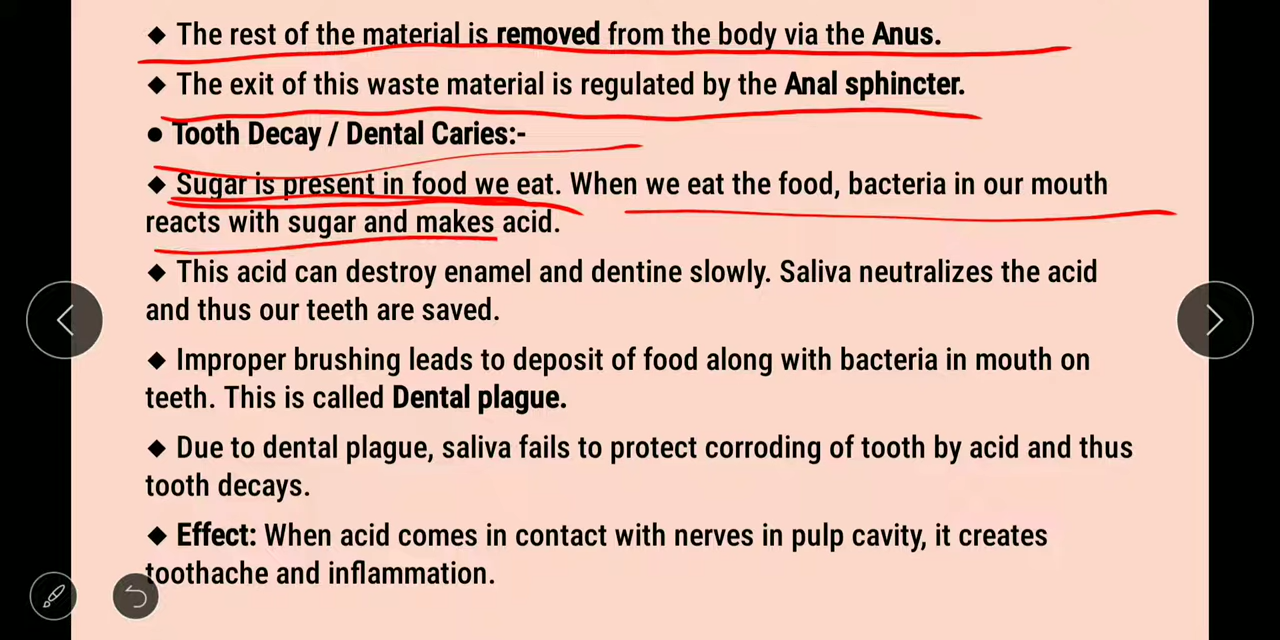 ◆ The rest of the material is removed from the body via the Anus.
◆ The exit of this waste material is regulated by the Anal sphincter.
● Tooth Decay / Dental Caries:-
◆ Sugar is present in food we eat. When we eat the food, bacteria in our mouth
reacts with sugar and makes acid.
◆ This acid can destroy enamel and dentine slowly. Saliva neutralizes the acid
and thus our teeth are saved.
◆ Improper brushing leads to deposit of food along with bacteria in mouth on
teeth. This is called Dental plague.
◆ Due to dental plague, saliva fails to protect corroding of tooth by acid and thus
tooth decays.
◆ Effect: When acid comes in contact with nerves in pulp cavity, it creates
toothache and inflammation.